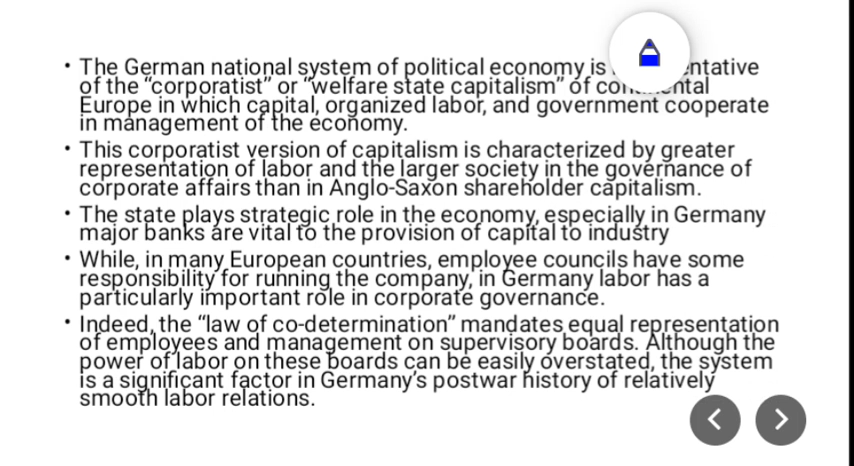 • The German national system of political economy is entative
of the “corporatist” or “welfare state capitalism” of
Europe in which capital, organized labor, and government cooperate
in management of the economy.
• This corporatist version of capitalism is characterized by greater
representation of labor and the larger society in the governance of
corporate affairs than in Anglo-Saxon shareholder capitalism.
• The state plays strategic role in the economy, especially in Germany
major banks are vital to the provision of capital to industry
• While, in many European countries, employee councils have some
responsibility for running the company, in Germany labor has a
particularly important role in corporate governance.
• Indeed, the “law of co-determination” mandates equal representation
of employees and management on supervisory boards. Although the
power of labor on these boards can be easily overstated, the system
is a significant factor in Germany’s postwar history of relatively
smooth labor relations.